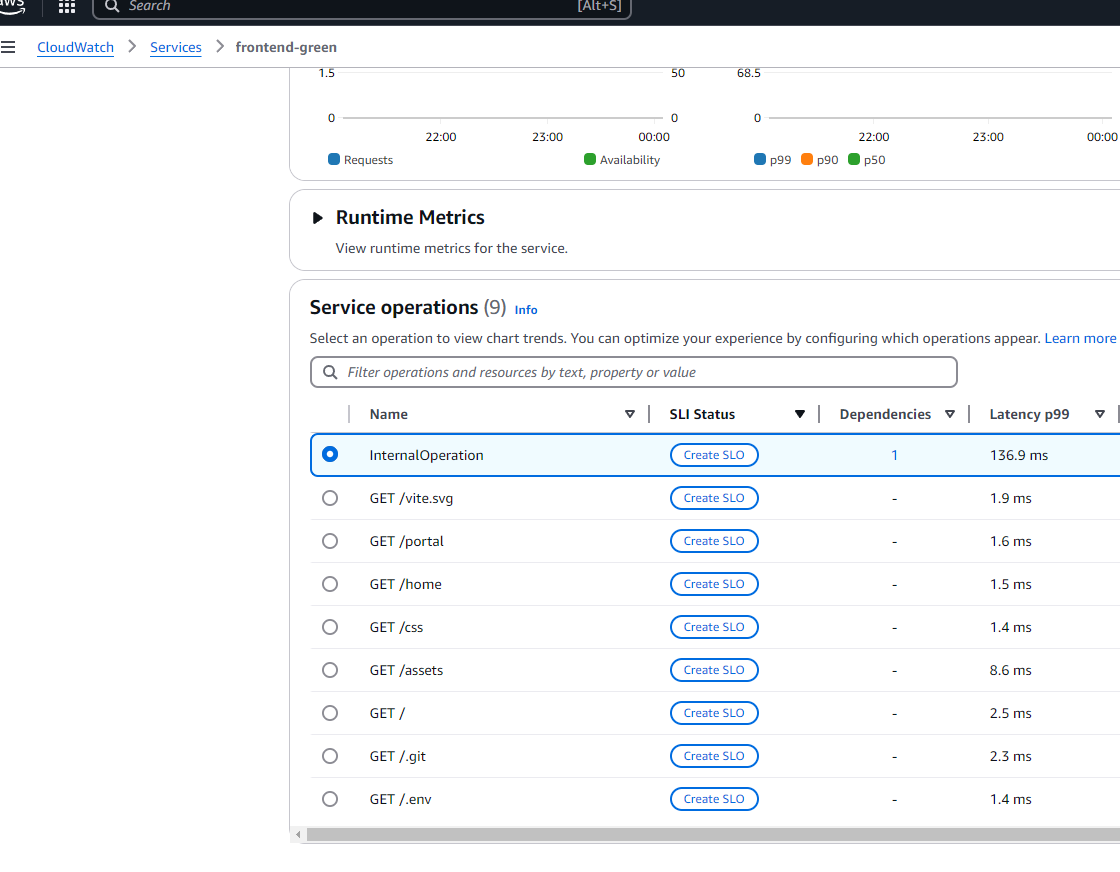 aws
Search [Alt+S]
CloudWatch Services frontend-green
1.5 50 68.5
0 0 0
22:00 23:00 00:00 22:00 23:00 00:00
Requests Availability p99 p90 p50
Runtime Metrics
View runtime metrics for the service.
Service operations (9) Info
Select an operation to view chart trends. You can optimize your experience by configuring which operations appear. Learn more
Filter operations and resources by text, property or value
Name SLI Status Dependencies Latency p99
InternalOperation Create SLO 1 136.9 ms
GET /vite.svg Create SLO - 1.9 ms
GET /portal Create SLO - 1.6 ms
GET /home Create SLO - 1.5 ms
GET /css Create SLO - 1.4 ms
GET /assets Create SLO - 8.6 ms
GET / Create SLO - 2.5 ms
GET /.git Create SLO - 2.3 ms
GET /.env Create SLO - 1.4 ms